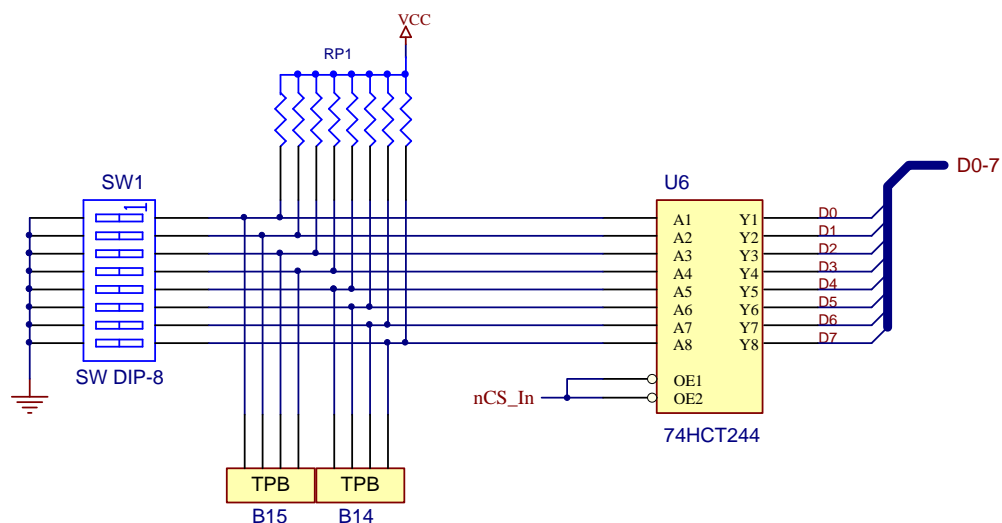 VCC
RP1
D0-7
SW1
U6
1
A1 Y1 D0
A2 Y2 D1
A3 Y3 D2
A4 Y4 D3
A5 Y5 D4
A6 Y6 D5
A7 Y7 D6
A8 Y8 D7
SW DIP-8
OE1
nCS_In
OE2
74HCT244
TPB
TPB
B15
B14